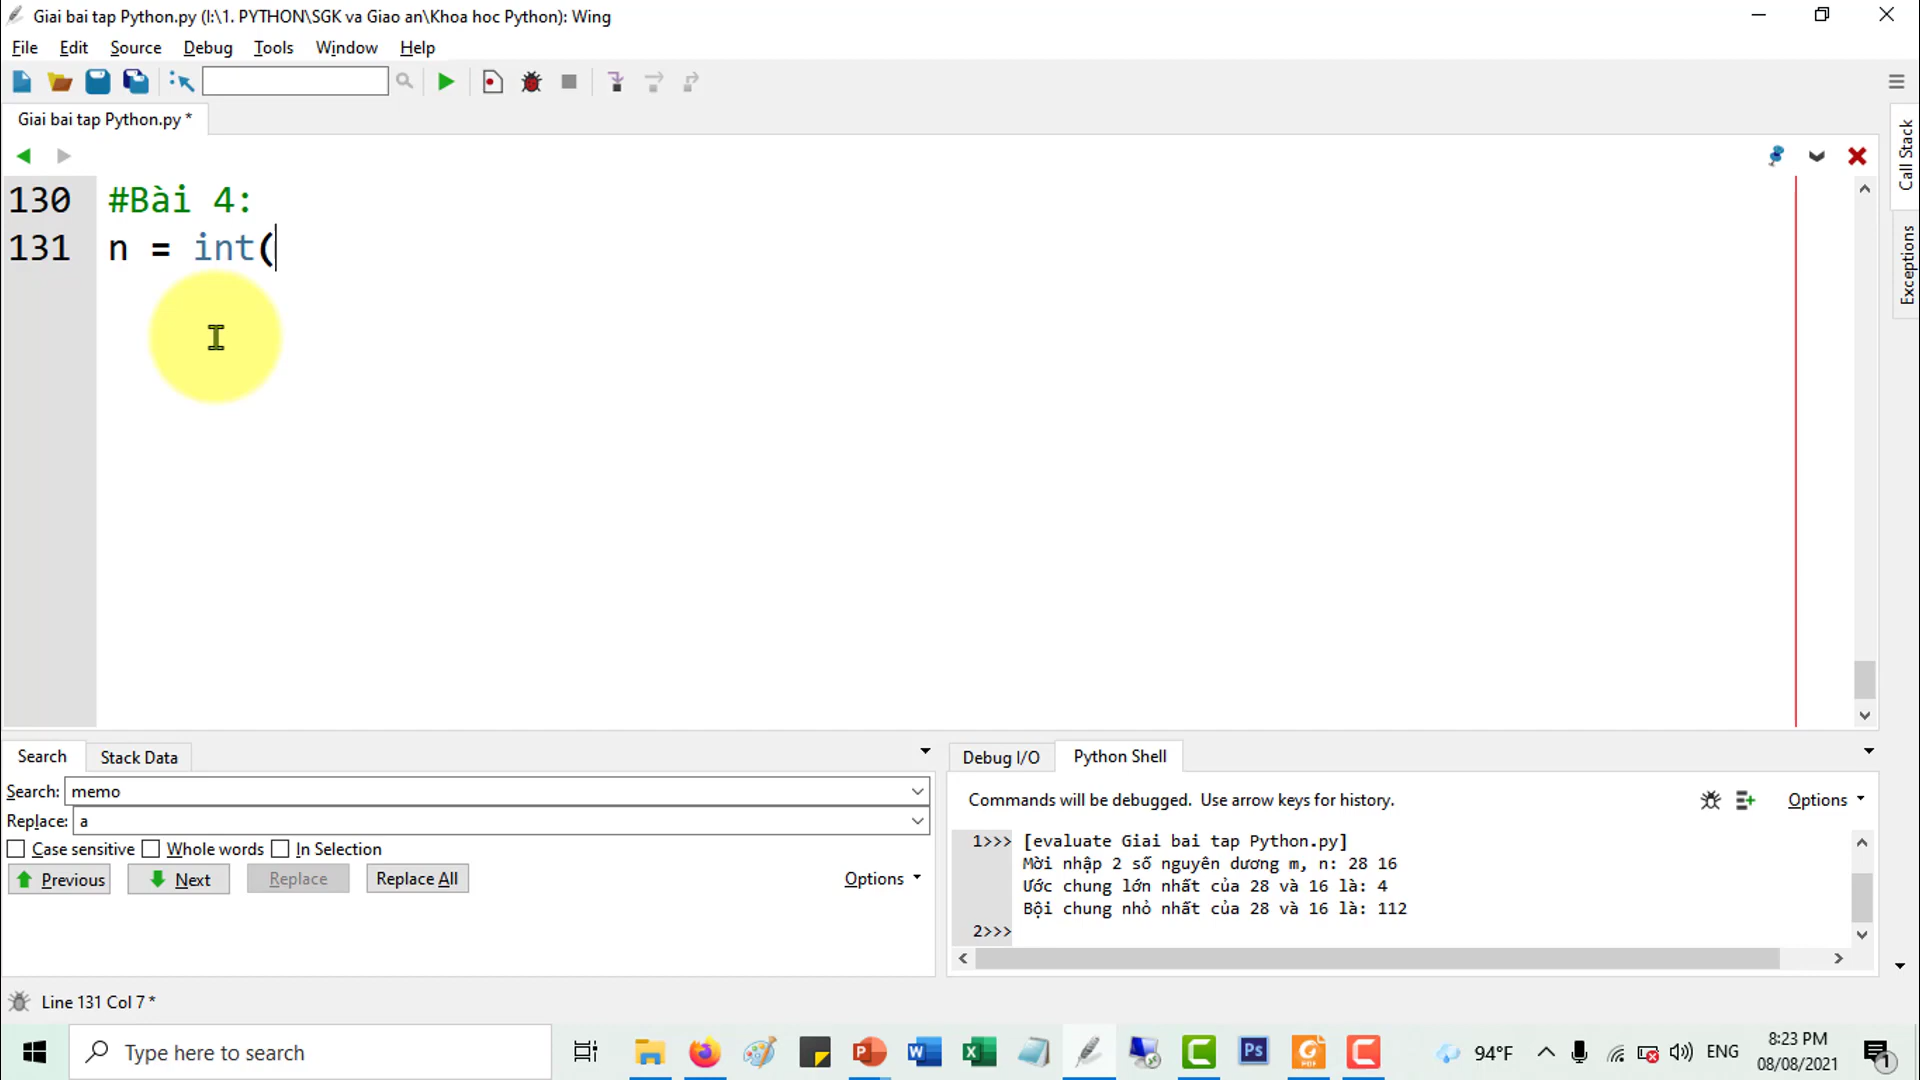 Giai bai tap Python.py (I:\1. PYTHON\SGK va Giao an\Khoa hoc Python): Wing
File Edit Source Debug Tools Window Help
Giai bai tap Python.py *
Call Stack
Exceptions
130 #Bài 4:
131 n = int(
Search Stack Data
Search: memo
Replace: a
Case sensitive Whole words In Selection
Previous Next Replace Replace All Options
Debug I/O Python Shell
Commands will be debugged. Use arrow keys for history. Options
1>>> [evaluate Giai bai tap Python.py]
Mời nhập 2 số nguyên dương m, n: 28 16
Ước chung lớn nhất của 28 và 16 là: 4
Bội chung nhỏ nhất của 28 và 16 là: 112
2>>>
Line 131 Col 7 *
Type here to search
94°F ENG
8:23 PM
08/08/2021
1
Ps
PDF